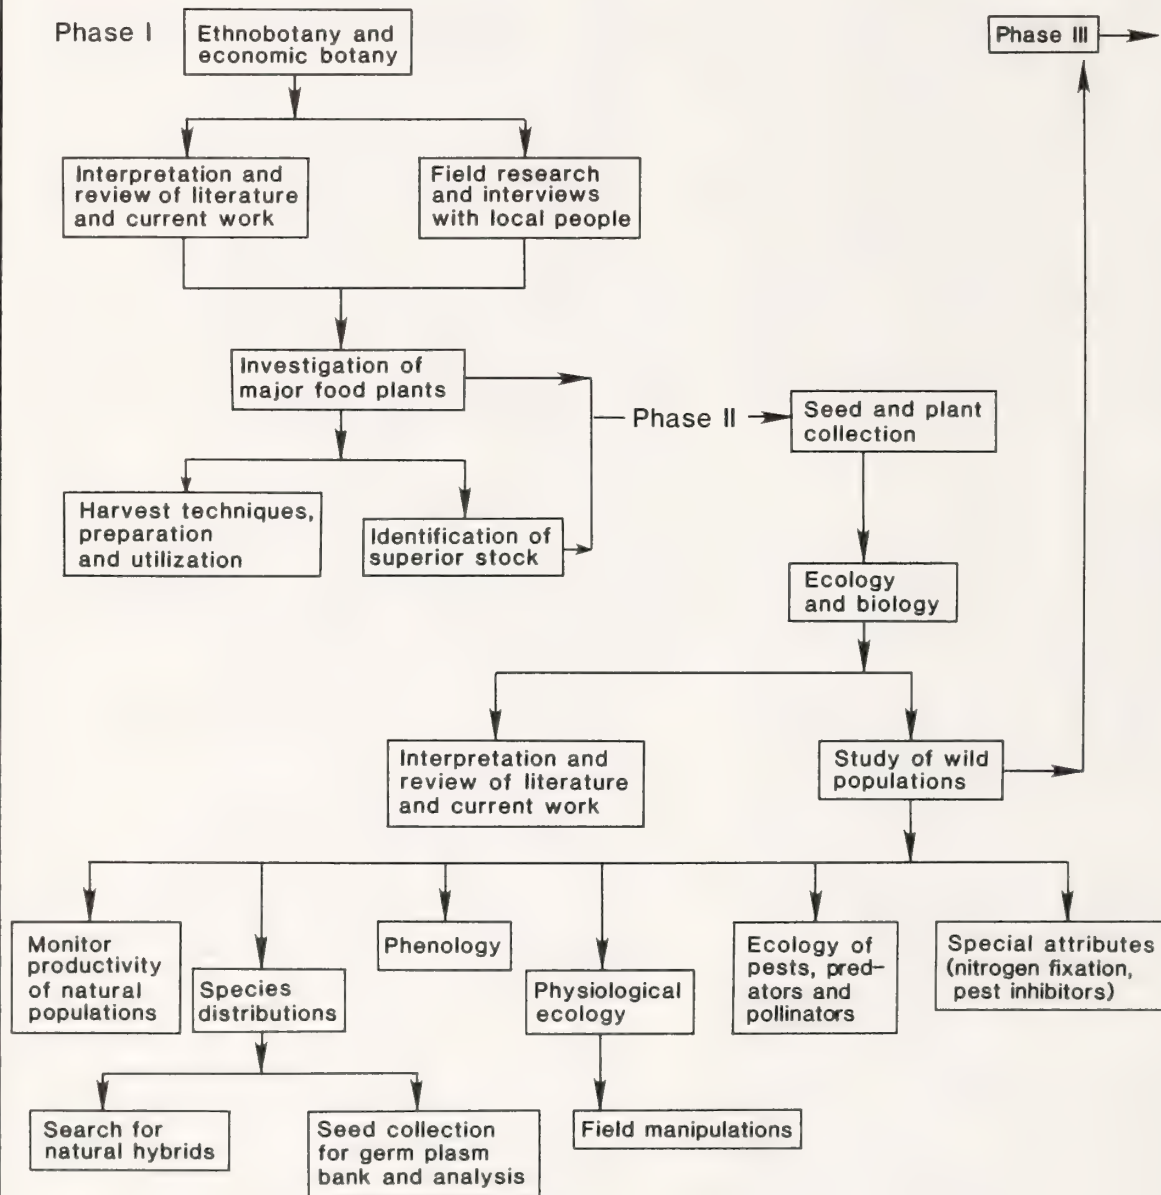 Phase I
Ethnobotany and
economic botany
Phase III
Interpretation and
review of literature
and current work
Field research
and interviews
with local people
Investigation of
major food plants
Phase II
Seed and plant
collection
Harvest techniques,
preparation
and utilization
Identification of
superior stock
Ecology
and biology
Interpretation and
review of literature
and current work
Study of wild
populations
Monitor
productivity
of natural
populations
Species
distributions
Phenology
Physiological
ecology
Ecology of
pests, pred-
ators and
pollinators
Special attributes
(nitrogen fixation,
pest inhibitors)
Search for
natural hybrids
Seed collection
for germ plasm
bank and analysis
Field manipulations